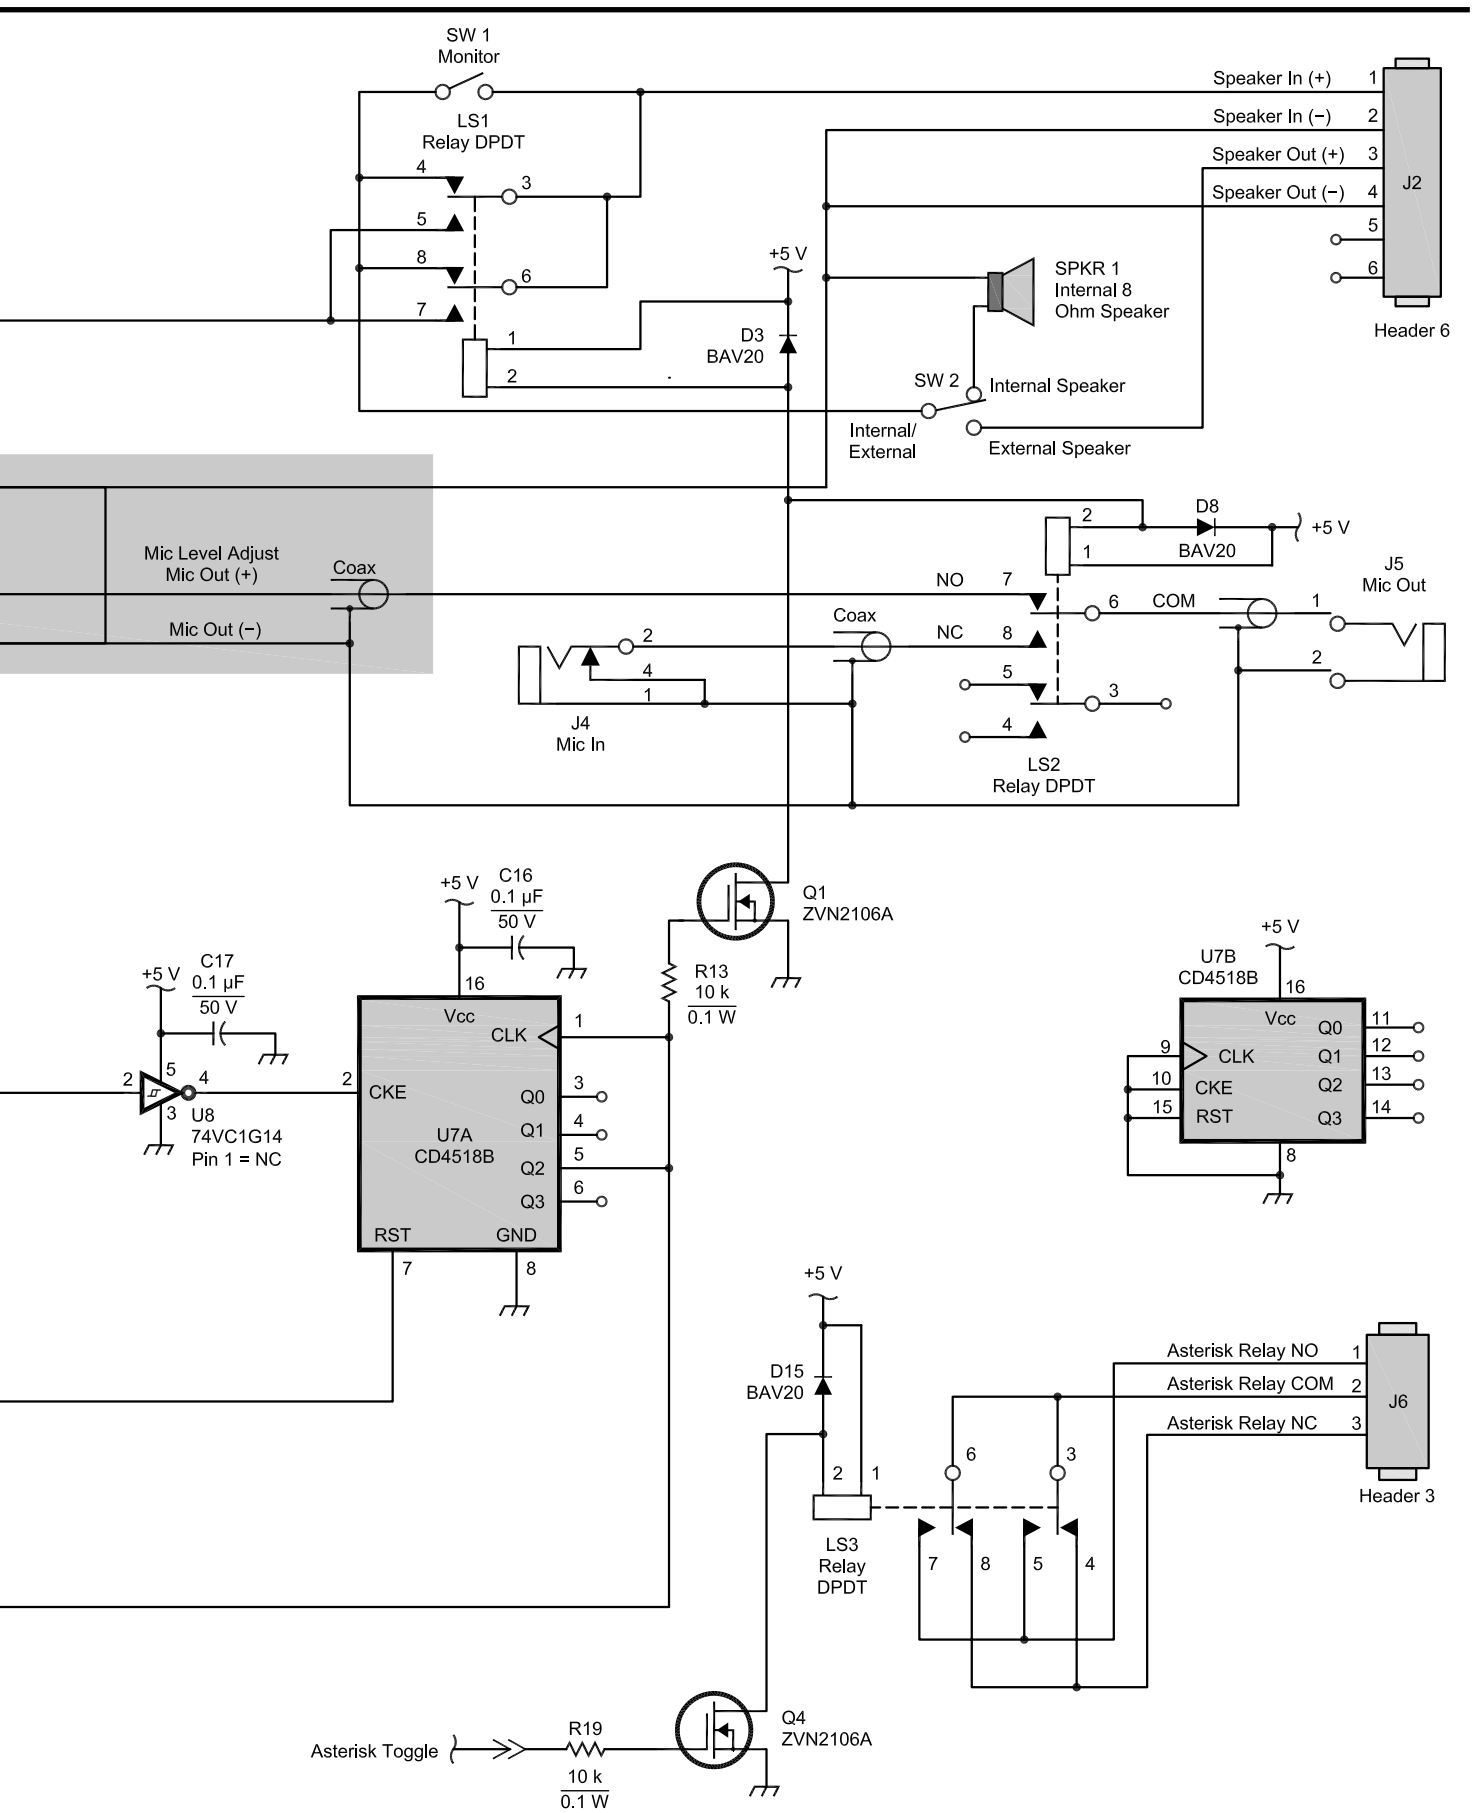 SW 1
Monitor
LS1
Relay DPDT
4
3
5
8
6
7
1
2
Speaker In (+) 1
Speaker In (−) 2
Speaker Out (+) 3
Speaker Out (−) 4
5
6
J2
Header 6
+5 V
D3
BAV20
SPKR 1
Internal 8
Ohm Speaker
SW 2
Internal Speaker
Internal/
External
External Speaker
Mic Level Adjust
Mic Out (+)
Coax
Mic Out (−)
2
1
D8
BAV20
+5 V
J5
Mic Out
NO 7
6
COM
1
Coax
NC 8
2
2
4
1
J4
Mic In
5
3
4
LS2
Relay DPDT
Q1
ZVN2106A
+5 V
C16
0.1 µF
50 V
+5 V
C17
0.1 µF
50 V
R13
10 k
0.1 W
16
Vcc
CLK
1
2
5
4
3
U8
74VC1G14
Pin 1 = NC
2
CKE
Q0
3
Q1
4
U7A
CD4518B
Q2
5
Q3
6
RST
GND
7
8
+5 V
U7B
CD4518B
16
Vcc
Q0
11
9
CLK
Q1
12
10
CKE
Q2
13
15
RST
Q3
14
8
+5 V
D15
BAV20
2
1
LS3
Relay
DPDT
Asterisk Relay NO 1
Asterisk Relay COM 2
Asterisk Relay NC 3
J6
Header 3
6
3
7
8
5
4
Q4
ZVN2106A
Asterisk Toggle
R19
10 k
0.1 W